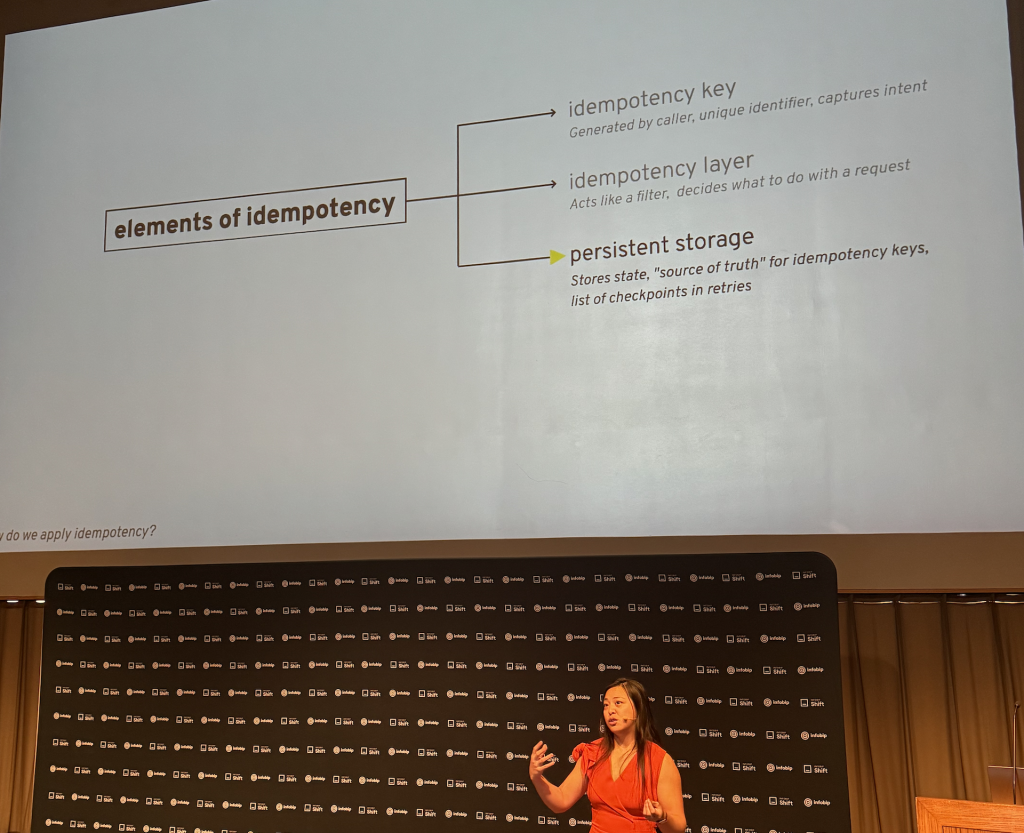 idempotency key
Generated by caller, unique identifier, captures intent
idempotency layer
Acts like a filter, decides what to do with a request
elements of idempotency
persistent storage
Stores state, "source of truth" for idempotency keys,
list of checkpoints in retries
do we apply idempotency?
infobip
Shift